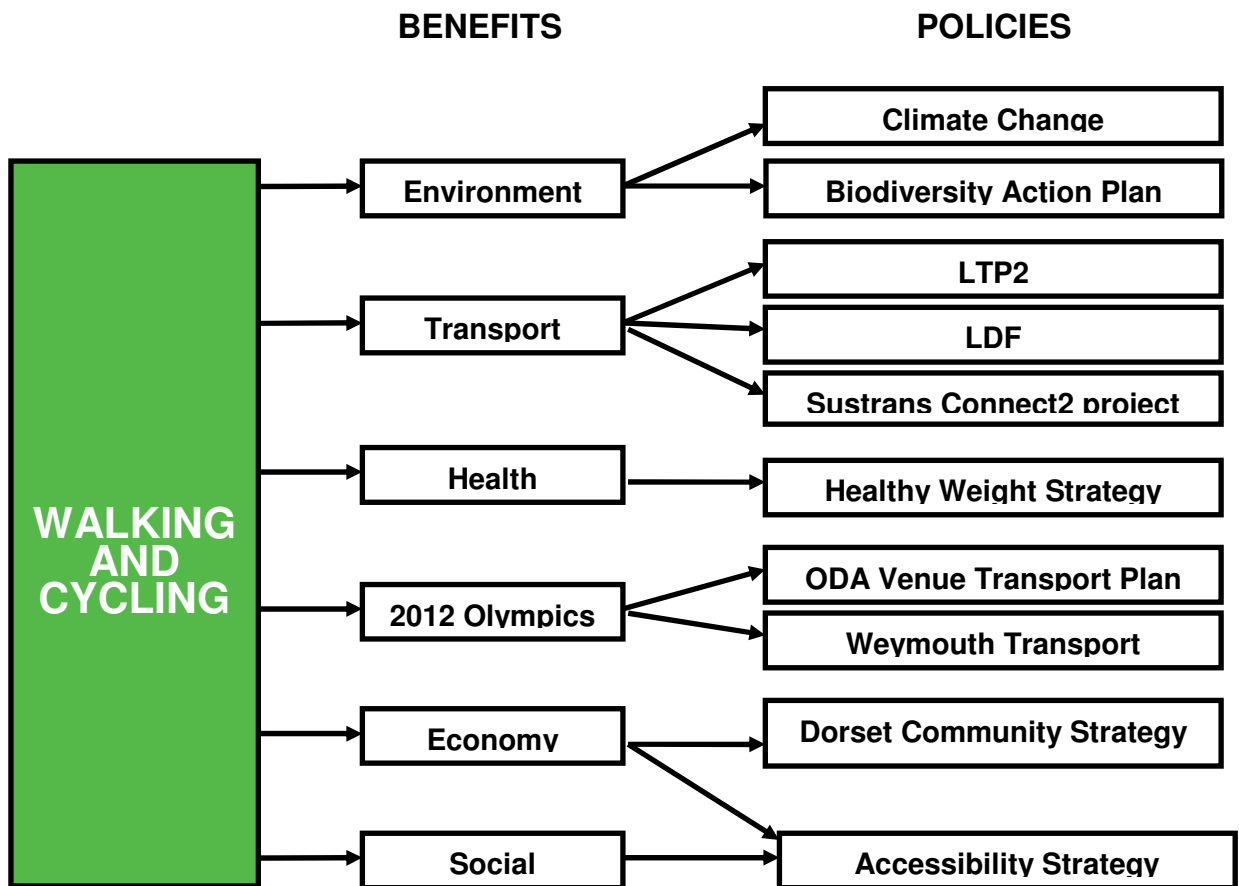 BENEFITS
POLICIES
WALKING
AND
CYCLING
Environment
Climate Change
Biodiversity Action Plan
Transport
LTP2
LDF
Sustrans Connect2 project
Health
Healthy Weight Strategy
2012 Olympics
ODA Venue Transport Plan
Weymouth Transport
Economy
Dorset Community Strategy
Social
Accessibility Strategy